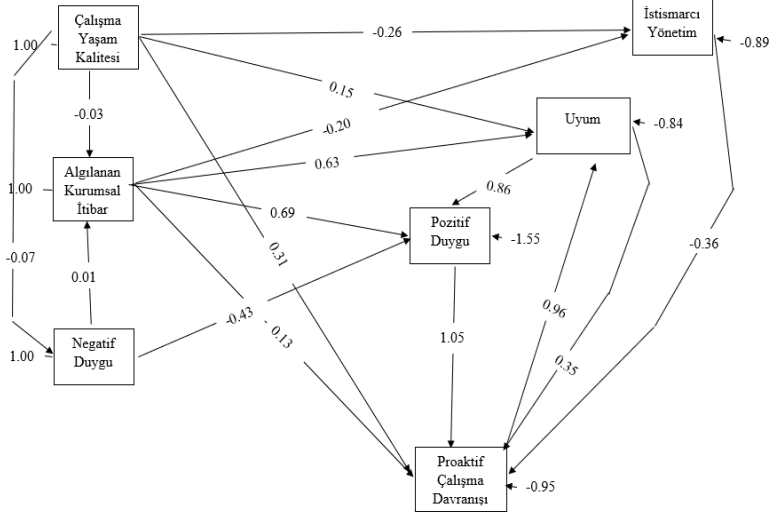 Çalışma
Yaşam
Kalitesi
1.00
İstismarcı
Yönetim
-0.89
-0.26
0.15
-0.03
-0.20
Uyum
-0.84
Algılanan
Kurumsal
İtibar
1.00
0.63
0.86
0.69
Pozitif
Duygu
-1.55
-0.36
-0.07
0.01
0.31
-0.43
- 0.13
0.96
1.05
0.35
Negatif
Duygu
1.00
Proaktif
Çalışma
Davranışı
-0.95